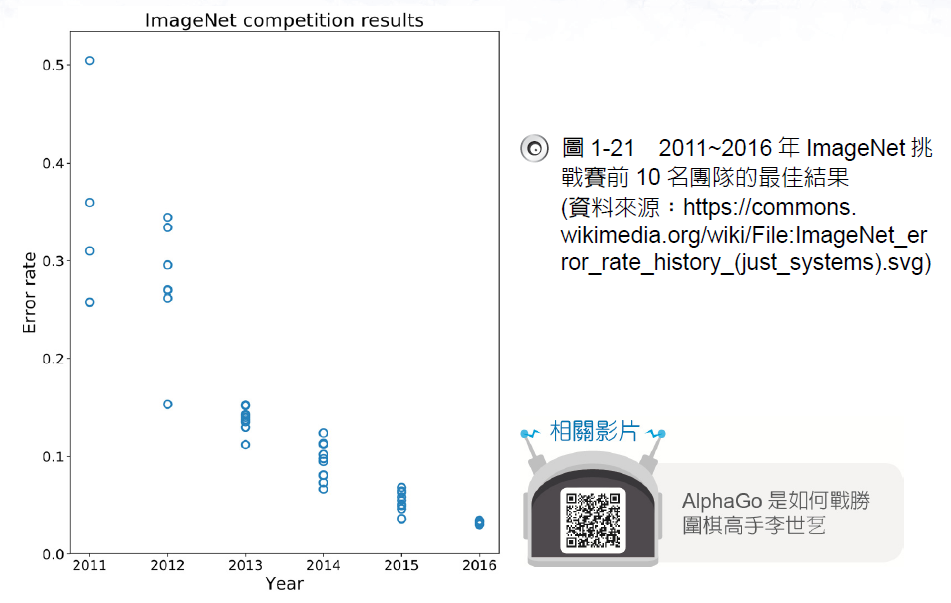 ImageNet competition results
0.5
0.4
0.3
0.2
0.1
0.0
Error rate
2011 2012 2013 2014 2015 2016
Year
圖 1-21 2011~2016 年 ImageNet 挑
戰賽前 10 名團隊的最佳結果
(資料來源：https://commons.
wikimedia.org/wiki/File:ImageNet_er
ror_rate_history_(just_systems).svg)
相關影片
AlphaGo 是如何戰勝
圍棋高手李世乭